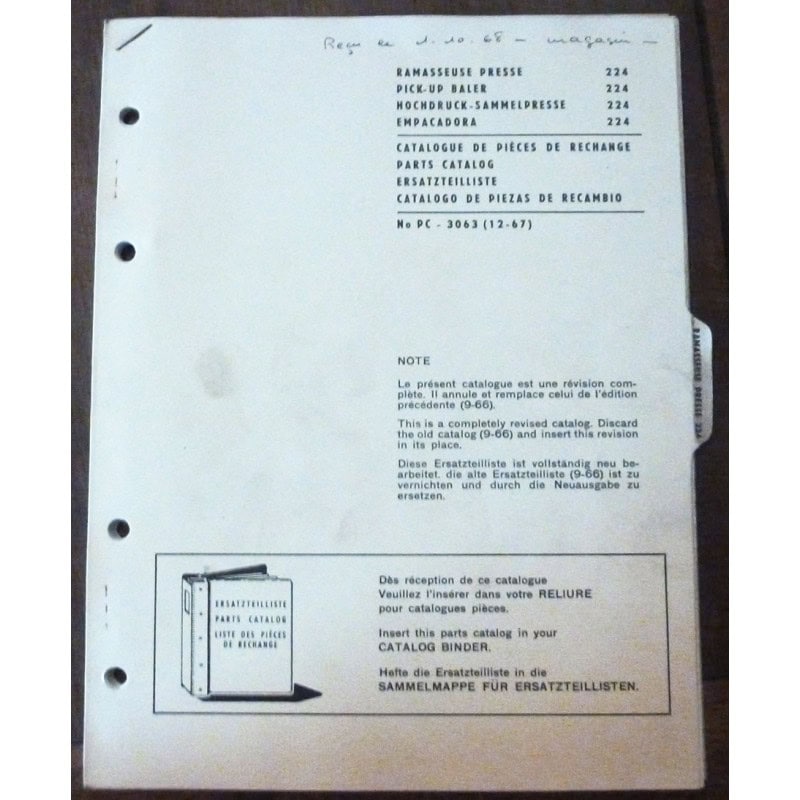 Reçu le 1.10.68 - magasin -
RAMASSEUSE PRESSE 224
PICK-UP BALER 224
HOCHDRUCK-SAMMELPRESSE 224
EMPACADORA 224
CATALOGUE DE PIÈCES DE RECHANGE
PARTS CATALOG
ERSATZTEILLISTE
CATALOGO DE PIEZAS DE RECAMBIO
No PC - 3063 (12-67)
RAMASSEUSE PRESSE 224
NOTE
Le présent catalogue est une révision com-
plète. Il annule et remplace celui de l'édition
précédente (9-66).
This is a completely revised catalog. Discard
the old catalog (9-66) and insert this revision
in its place.
Diese Ersatzteilliste ist vollständig neu be-
arbeitet. die alte Ersatzteilliste (9-66) ist zu
vernichten und durch die Neuausgabe zu
ersetzen.
ERSATZTEILLISTE
PARTS CATALOG
LISTE DES PIÈCES
DE RECHANGE
Dès réception de ce catalogue
Veuillez l'insérer dans votre RELIURE
pour catalogues pièces.
Insert this parts catalog in your
CATALOG BINDER.
Hefte die Ersatzteilliste in die
SAMMELMAPPE FÜR ERSATZTEILLISTEN.